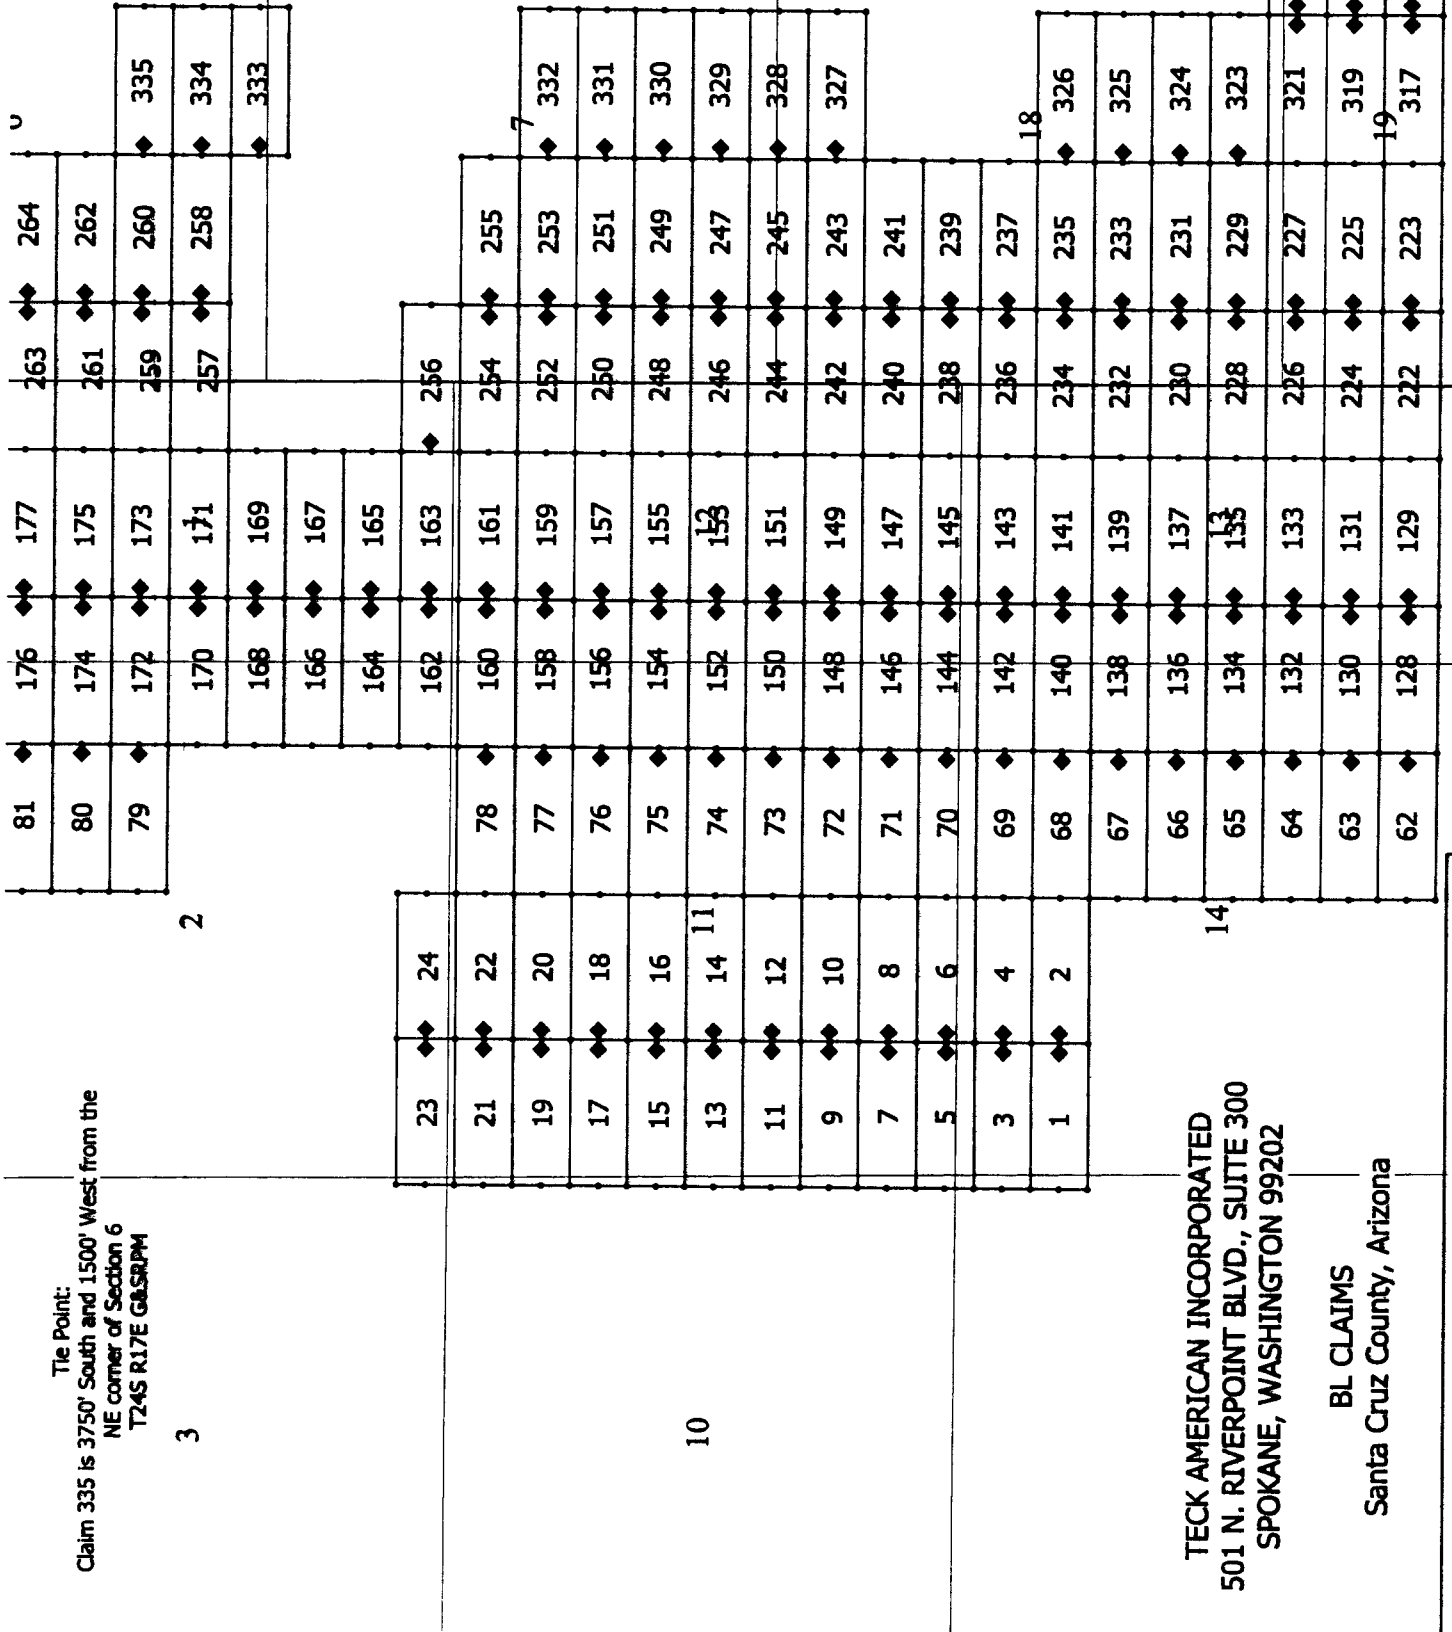 Tie Point:
Claim 335 is 3750' South and 1500' West from the
NE corner of Section 6
T24S R17E G&SRPM
81 176 177 263 264
80 174 175 261 262
79 172 173 259 260 335
3 2 1
170 171 257 258 334
168 169 333
166 167
164 165
23 24 162 163 256
21 22 78 160 161 254 255
7
19 20 77 158 159 252 253 332
17 18 76 156 157 250 251 331
15 16 75 154 155 248 249 330
10 11 12
13 14 74 152 153 246 247 329
11 12 73 150 151 244 245 328
9 10 72 148 149 242 243 327
7 8 71 146 147 240 241
5 6 70 144 145 238 239
3 4 69 142 143 236 237
18
1 2 68 140 141 234 235 326
67 138 139 232 233 325
66 136 137 230 231 324
14 13
65 134 135 228 229 323
64 132 133 226 227 321
63 130 131 224 225 319
19
62 128 129 222 223 317
TECK AMERICAN INCORPORATED
501 N. RIVERPOINT BLVD., SUITE 300
SPOKANE, WASHINGTON 99202
BL CLAIMS
Santa Cruz County, Arizona